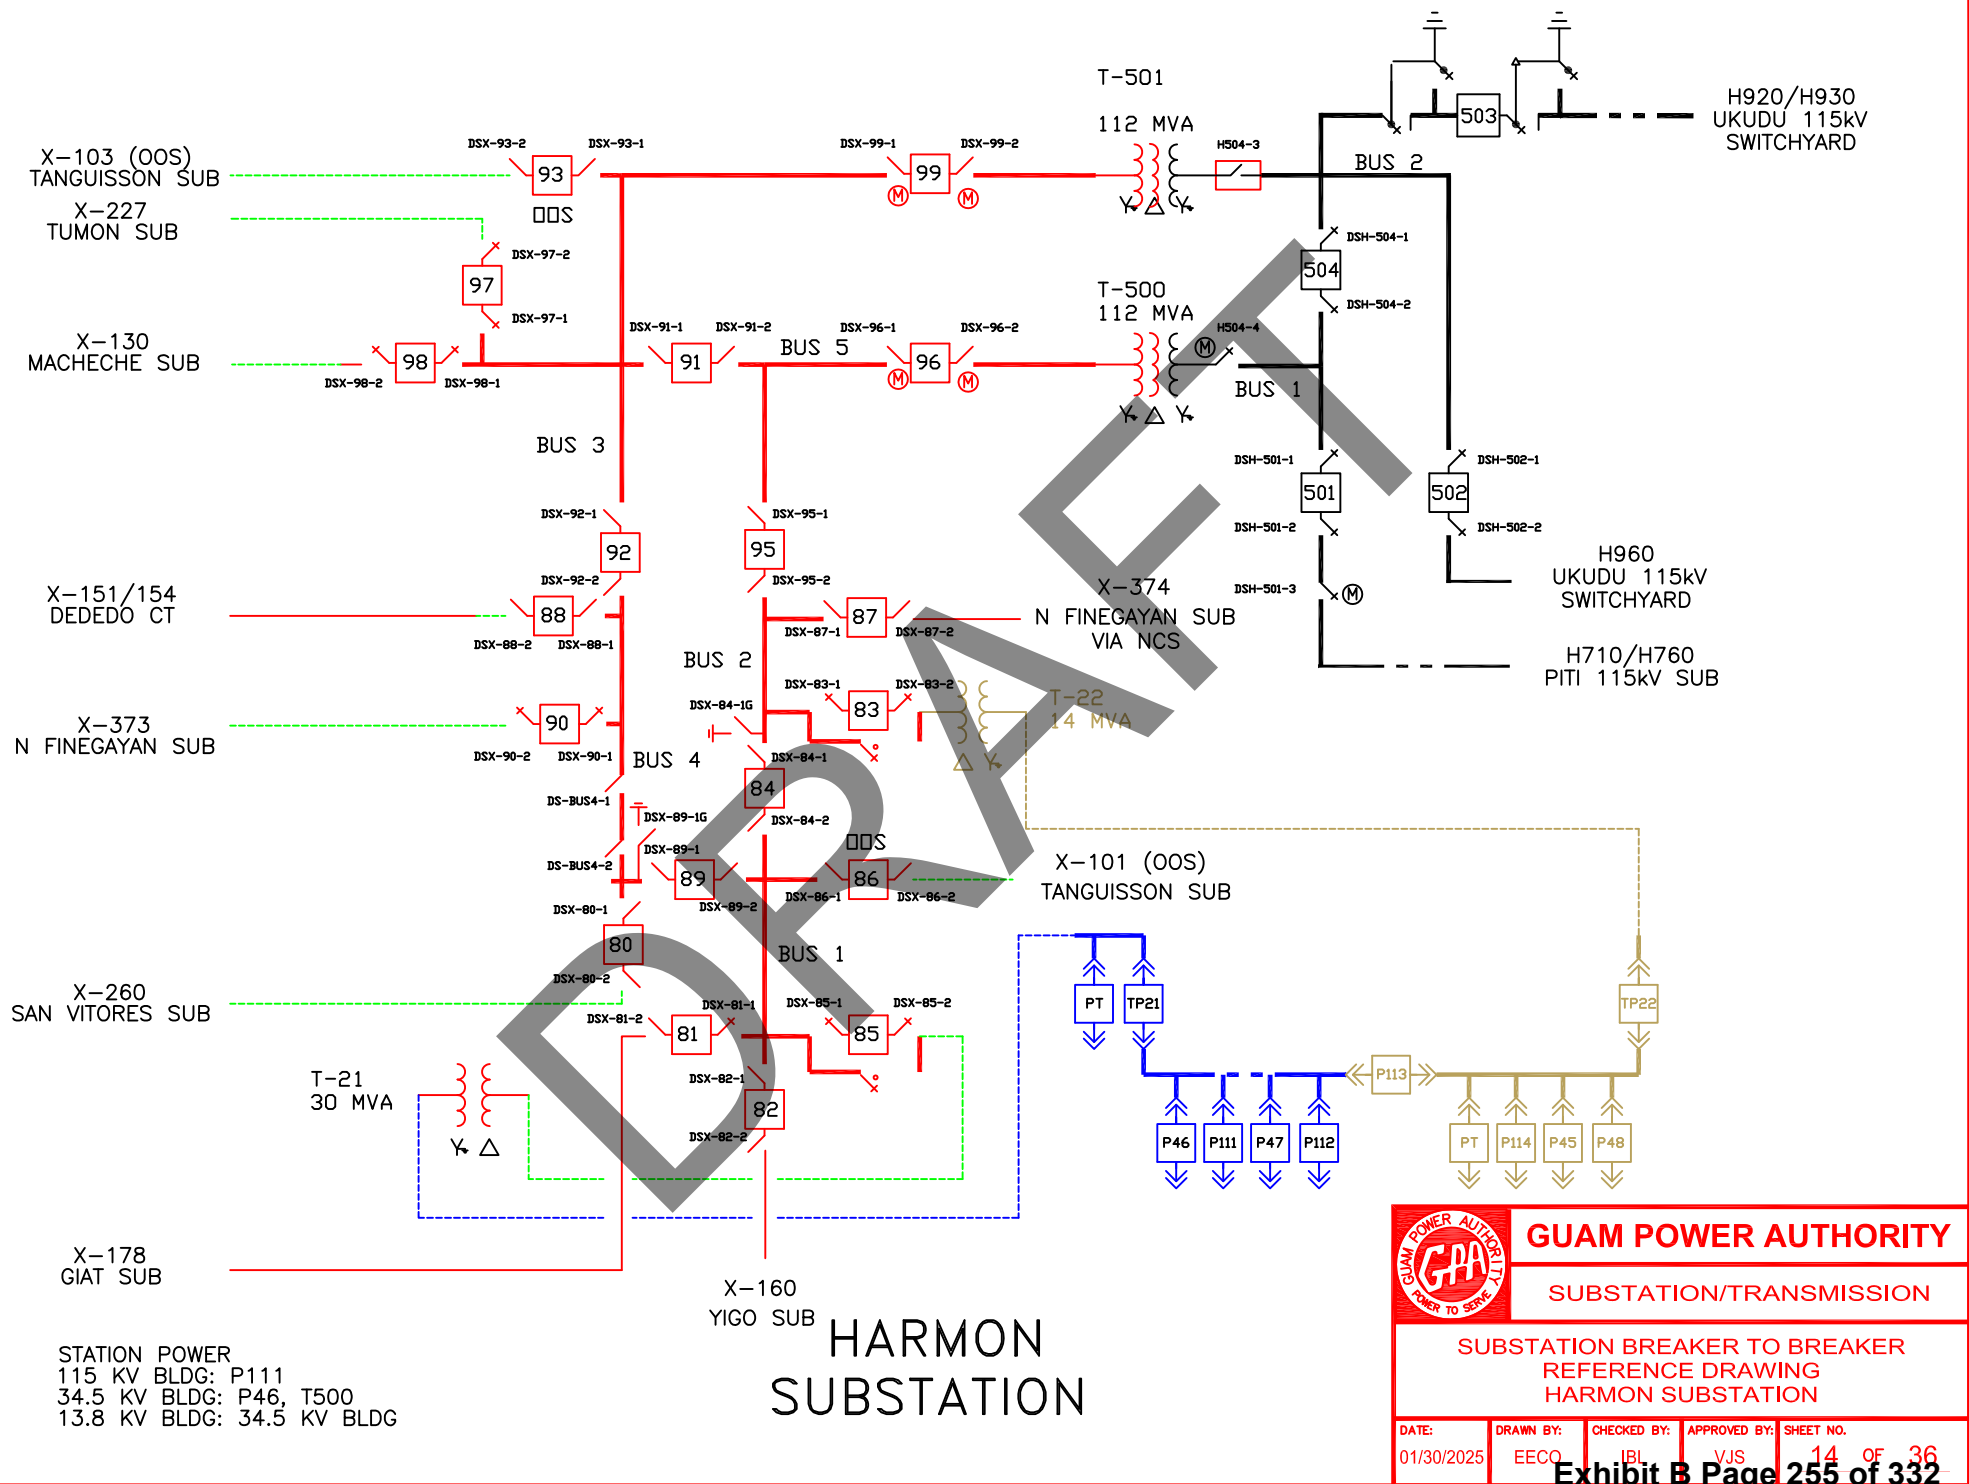 T-501
112 MVA
H504-3
503
H920/H930
UKUDU 115kV
SWITCHYARD
BUS 2
X-103 (OOS)
TANGUISSON SUB
DSX-93-2
DSX-93-1
93
OOS
DSX-99-1
DSX-99-2
99
M
M
X-227
TUMON SUB
DSX-97-2
97
DSX-97-1
DSH-504-1
504
DSH-504-2
T-500
112 MVA
H504-4
M
X-130
MACHECHE SUB
DSX-98-2
98
DSX-98-1
DSX-91-1
DSX-91-2
91
BUS 5
DSX-96-1
DSX-96-2
96
M
M
BUS 1
BUS 3
DSH-501-1
501
DSH-501-2
DSH-501-3
M
DSH-502-1
502
DSH-502-2
DSX-92-1
92
DSX-92-2
DSX-95-1
95
DSX-95-2
H960
UKUDU 115kV
SWITCHYARD
X-151/154
DEDEDO CT
88
DSX-88-2
DSX-88-1
87
DSX-87-1
DSX-87-2
X-374
N FINEGAYAN SUB
VIA NCS
H710/H760
PITI 115kV SUB
BUS 2
DSX-83-1
DSX-83-2
83
DSX-84-1G
T-22
14 MVA
X-373
N FINEGAYAN SUB
90
DSX-90-2
DSX-90-1
BUS 4
DSX-84-1
84
DSX-84-2
DS-BUS4-1
DSX-89-1G
DS-BUS4-2
DSX-89-1
89
DSX-89-2
OOS
86
DSX-86-1
DSX-86-2
X-101 (OOS)
TANGUISSON SUB
DSX-80-1
80
DSX-80-2
BUS 1
X-260
SAN VITORES SUB
DSX-81-2
DSX-81-1
81
DSX-85-1
DSX-85-2
85
PT
TP21
TP22
T-21
30 MVA
DSX-82-1
82
DSX-82-2
P113
P46
P111
P47
P112
PT
P114
P45
P48
X-178
GIAT SUB
X-160
YIGO SUB
HARMON
SUBSTATION
STATION POWER
115 KV BLDG: P111
34.5 KV BLDG: P46, T500
13.8 KV BLDG: 34.5 KV BLDG
DRAFT
GUAM POWER AUTHORITY
GPA
POWER TO SERVE
GUAM POWER AUTHORITY
SUBSTATION/TRANSMISSION
SUBSTATION BREAKER TO BREAKER
REFERENCE DRAWING
HARMON SUBSTATION
DATE:
01/30/2025
DRAWN BY:
EECO
CHECKED BY:
IBL
APPROVED BY:
VJS
SHEET NO.
14 OF 36
Exhibit B Page 255 of 332